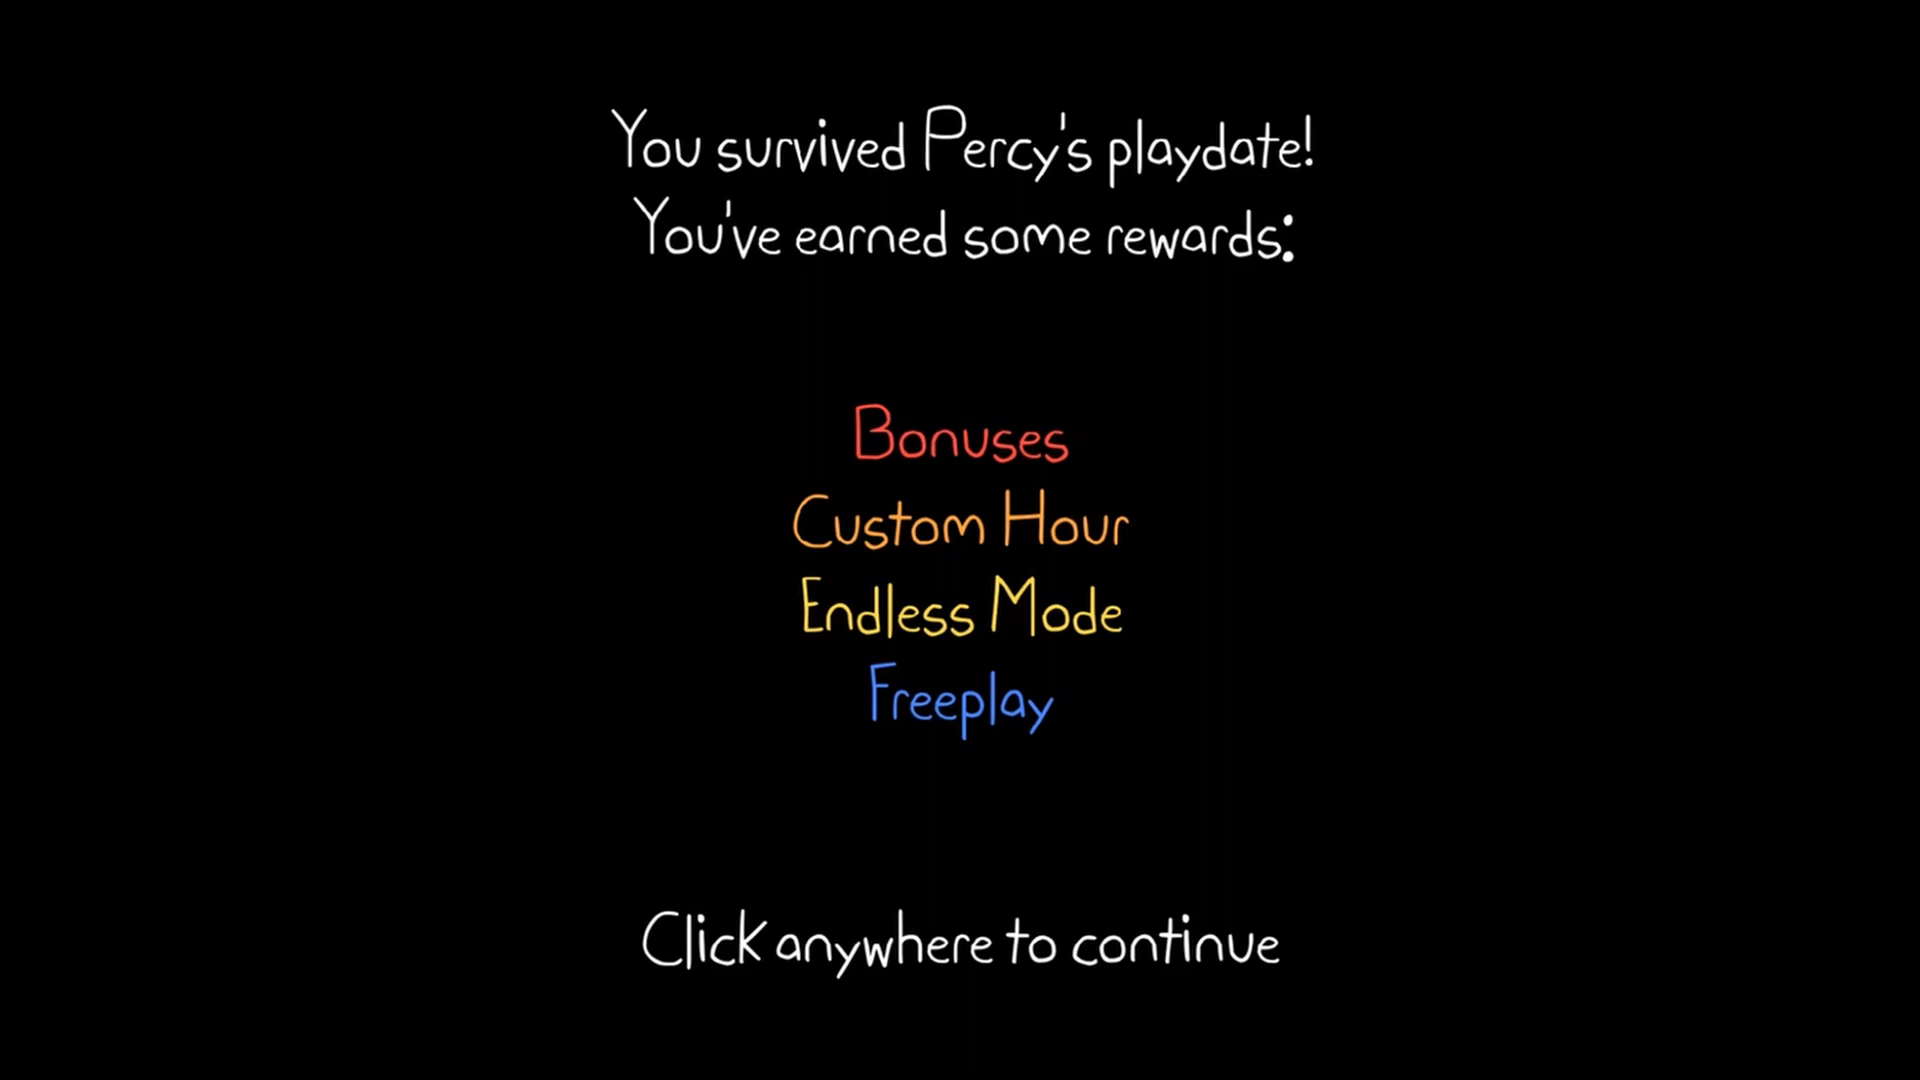 You survived Percy's playdate!
You've earned some rewards:
Bonuses
Custom Hour
Endless Mode
Freeplay
Click anywhere to continue